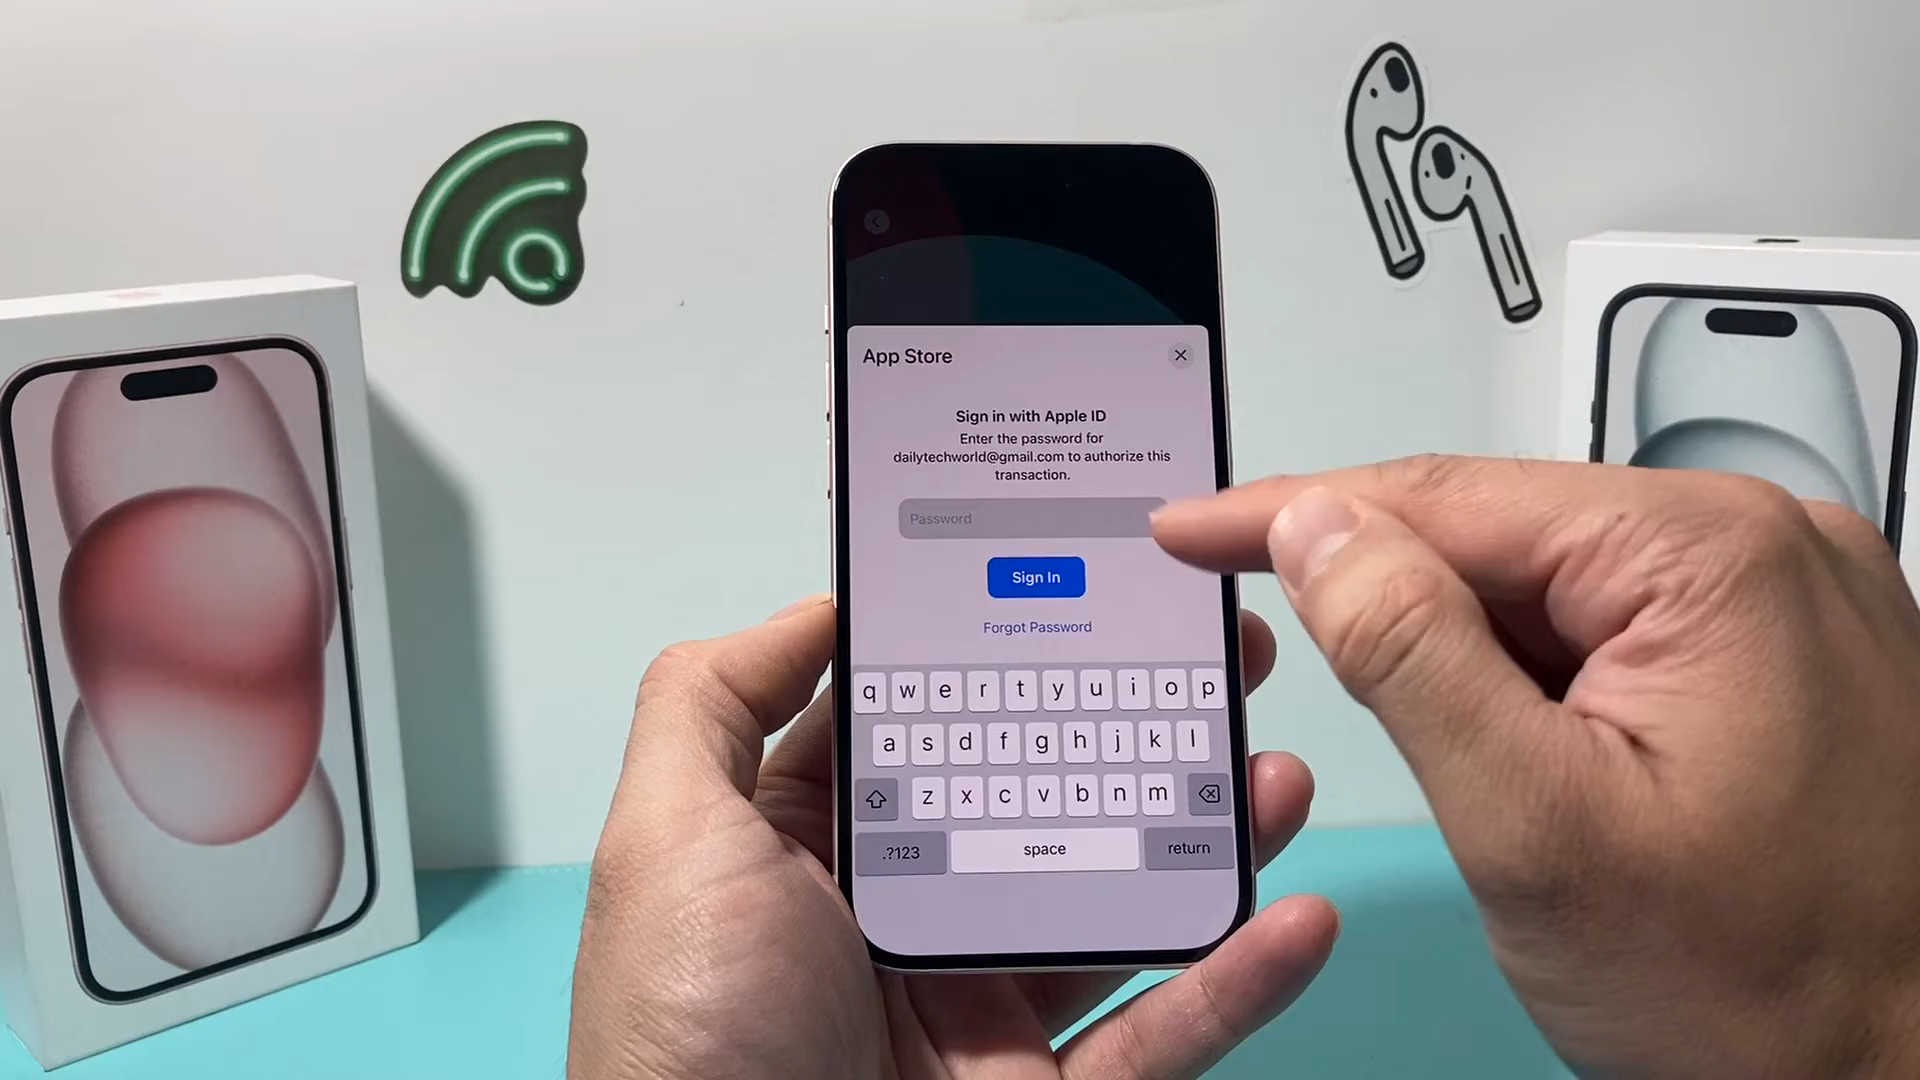 App Store
Sign in with Apple ID
Enter the password for
dailytechworld@gmail.com to authorize this
transaction.
Password
Sign In
Forgot Password
q w e r t y u i o p
a s d f g h j k l
z x c v b n m
.?123 space return